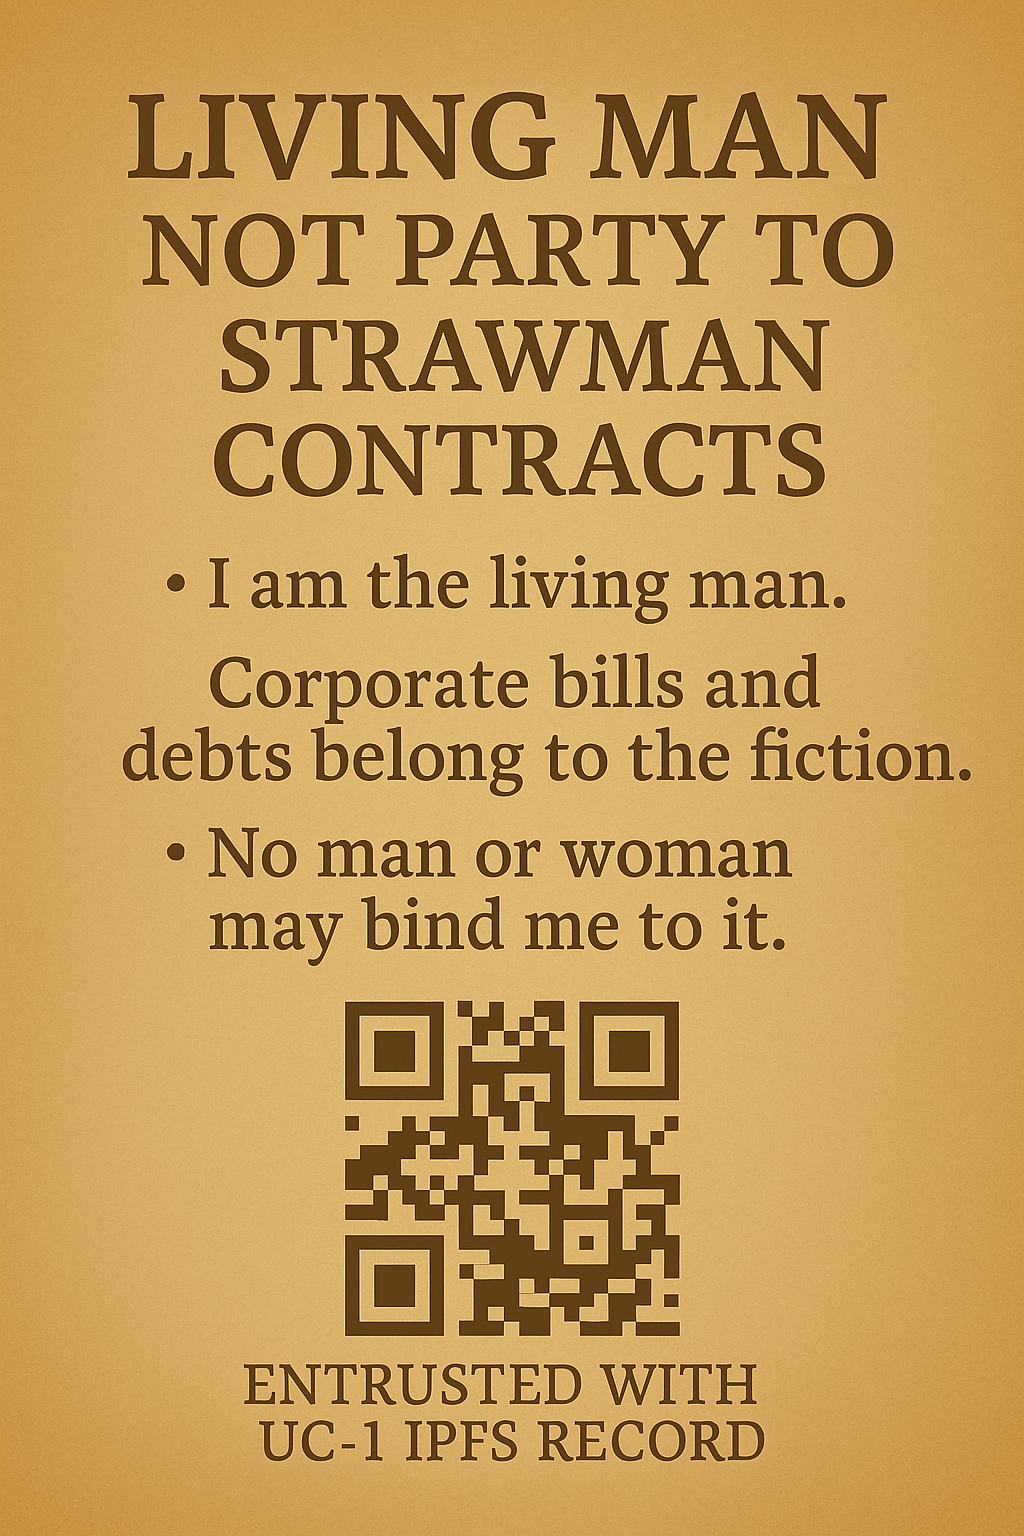 LIVING MAN
NOT PARTY TO
STRAWMAN
CONTRACTS
• I am the living man.
Corporate bills and
debts belong to the fiction.
• No man or woman
may bind me to it.
ENTRUSTED WITH
UC-1 IPFS RECORD